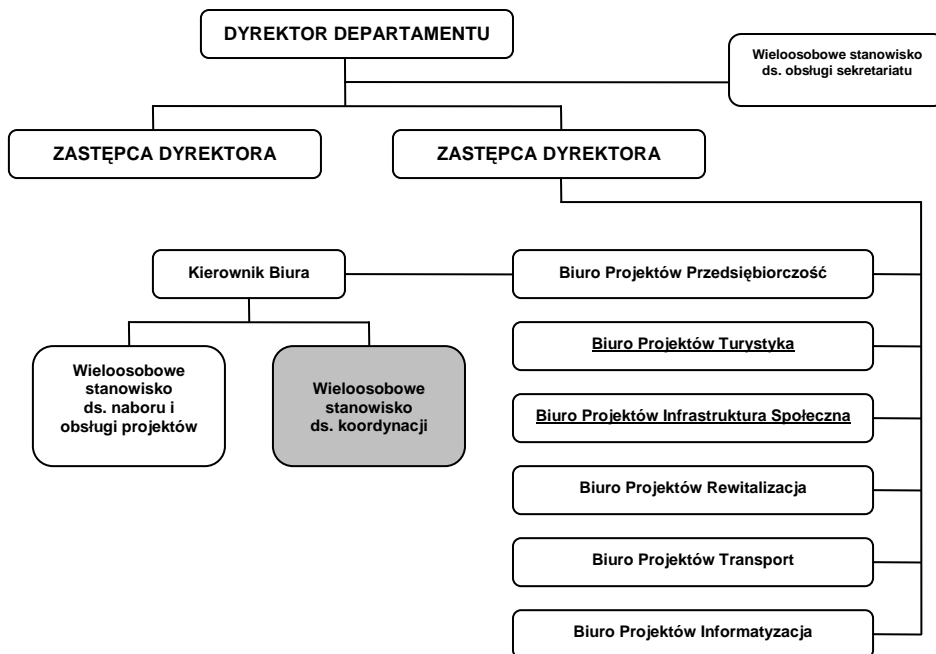 DYREKTOR DEPARTAMENTU
Wieloosobowe stanowisko
ds. obsługi sekretariatu
ZASTĘPCA DYREKTORA
ZASTĘPCA DYREKTORA
Kierownik Biura
Biuro Projektów Przedsiębiorczość
Biuro Projektów Turystyka
Wieloosobowe
stanowisko
ds. naboru i
obsługi projektów
Wieloosobowe
stanowisko
ds. koordynacji
Biuro Projektów Infrastruktura Społeczna
Biuro Projektów Rewitalizacja
Biuro Projektów Transport
Biuro Projektów Informatyzacja